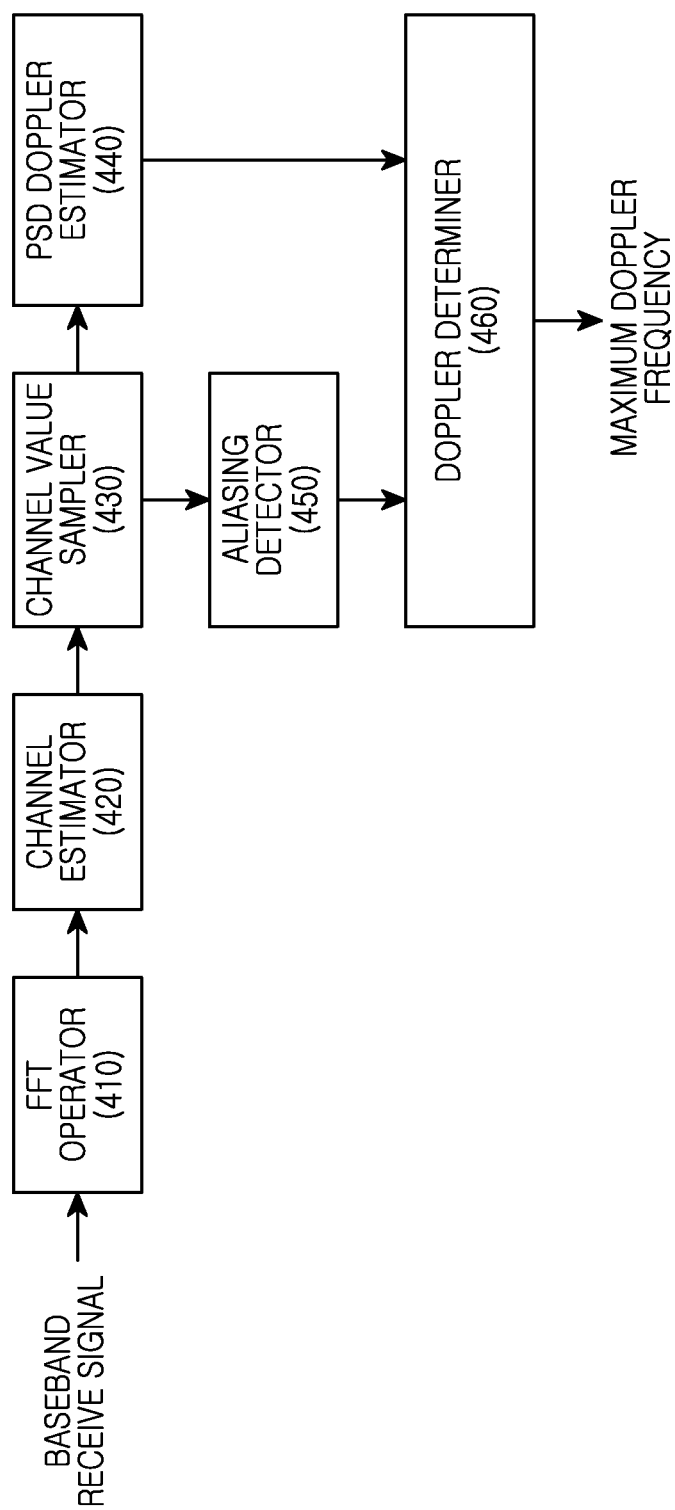 BASEBAND
RECEIVE SIGNAL
FFT
OPERATOR
(410)
CHANNEL
ESTIMATOR
(420)
CHANNEL VALUE
SAMPLER
(430)
PSD DOPPLER
ESTIMATOR
(440)
ALIASING
DETECTOR
(450)
DOPPLER DETERMINER
(460)
MAXIMUM DOPPLER
FREQUENCY